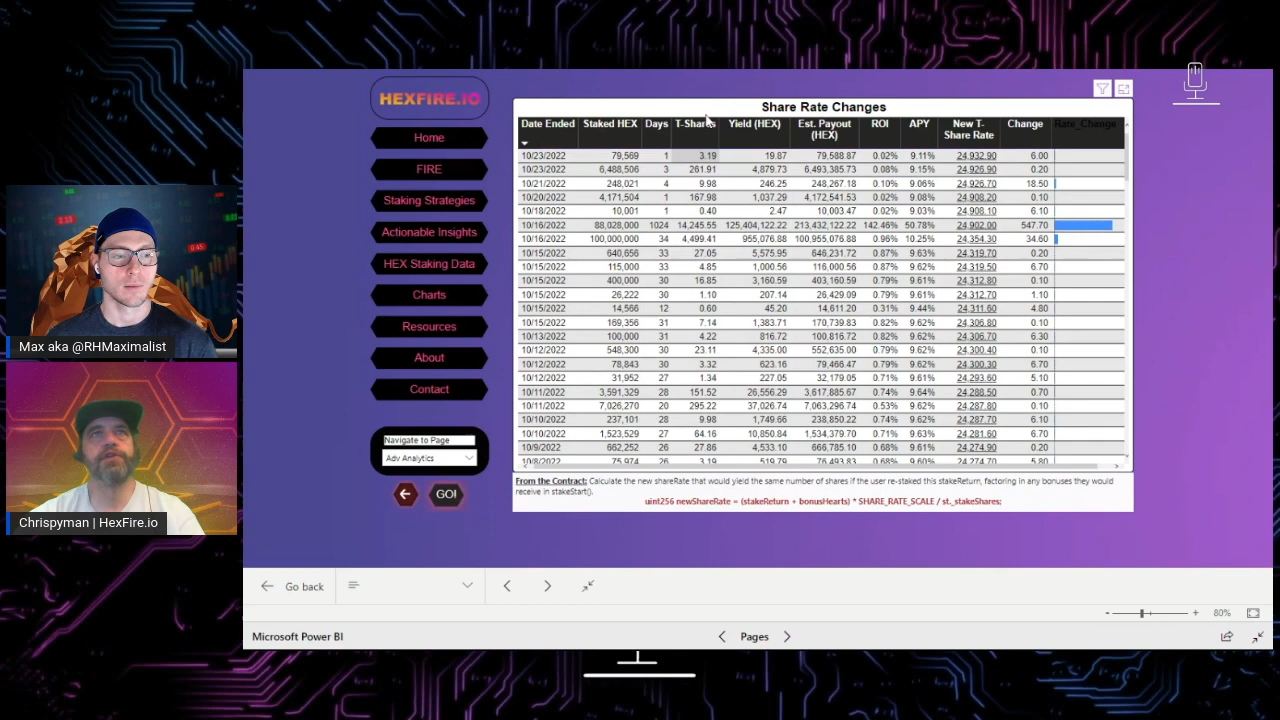 HEXFIRE.IO
Home
FIRE
Staking Strategies
Actionable Insights
HEX Staking Data
Charts
Resources
About
Contact
Navigate to Page
Adv Analytics
GO!
Share Rate Changes
Date Ended Staked HEX Days T-Shares Yield (HEX) Est. Payout (HEX) ROI APY New T-Share Rate Change Rate_Change
10/23/2022 79,569 1 3.19 19.87 79,588.87 0.02% 9.11% 24,932.90 6.00
10/23/2022 6,488,506 3 261.91 4,879.73 6,493,385.73 0.08% 9.15% 24,926.90 0.20
10/21/2022 248,021 4 9.98 246.25 248,267.18 0.10% 9.06% 24,926.70 18.50
10/20/2022 4,171,504 1 167.98 1,037.29 4,172,541.53 0.02% 9.08% 24,908.20 0.10
10/18/2022 10,001 1 0.40 2.47 10,003.47 0.02% 9.03% 24,908.10 6.10
10/16/2022 88,028,000 1024 14,245.55 125,404,122.22 213,432,122.22 142.46% 50.78% 24,902.00 547.70
10/16/2022 100,000,000 34 4,499.41 955,076.88 100,955,076.88 0.96% 10.25% 24,354.30 34.60
10/15/2022 640,656 33 27.05 5,575.95 646,231.72 0.87% 9.63% 24,319.70 0.20
10/15/2022 115,000 33 4.85 1,000.56 116,000.56 0.87% 9.62% 24,319.50 6.70
10/15/2022 400,000 30 16.85 3,160.59 403,160.59 0.79% 9.61% 24,312.80 0.10
10/15/2022 26,222 30 1.10 207.14 26,429.09 0.79% 9.61% 24,312.70 1.10
10/15/2022 14,566 12 0.60 45.20 14,611.20 0.31% 9.44% 24,311.60 4.80
10/15/2022 169,356 31 7.14 1,383.71 170,739.83 0.82% 9.62% 24,306.80 0.10
10/13/2022 100,000 31 4.22 816.72 100,816.72 0.82% 9.62% 24,306.70 6.30
10/12/2022 548,300 30 23.11 4,335.00 552,635.00 0.79% 9.62% 24,300.40 0.10
10/12/2022 78,843 30 3.32 623.16 79,466.47 0.79% 9.62% 24,300.30 6.70
10/12/2022 31,952 27 1.34 227.05 32,179.05 0.71% 9.61% 24,293.60 5.10
10/11/2022 3,591,329 28 151.52 26,556.29 3,617,885.67 0.74% 9.64% 24,288.50 0.70
10/11/2022 7,026,270 20 295.22 37,026.74 7,063,296.74 0.53% 9.62% 24,287.80 0.10
10/10/2022 237,101 28 9.98 1,749.66 238,850.22 0.74% 9.62% 24,287.70 6.10
10/10/2022 1,523,529 27 64.16 10,850.84 1,534,379.70 0.71% 9.63% 24,281.60 6.70
10/9/2022 662,252 26 27.86 4,533.10 666,785.10 0.68% 9.61% 24,274.90 0.20
10/8/2022 75,974 26 3.19 519.79 76,493.83 0.68% 9.60% 24,274.70 5.80
From the Contract: Calculate the new shareRate that would yield the same number of shares if the user re-staked this stakeReturn, factoring in any bonuses they would
receive in stakeStart().
uint256 newShareRate = (stakeReturn + bonusHearts) * SHARE_RATE_SCALE / st._stakeShares;
Max aka @RHMaximalist
Chrispyman | HexFire.io
Go back
- + 80%
Microsoft Power BI
Pages